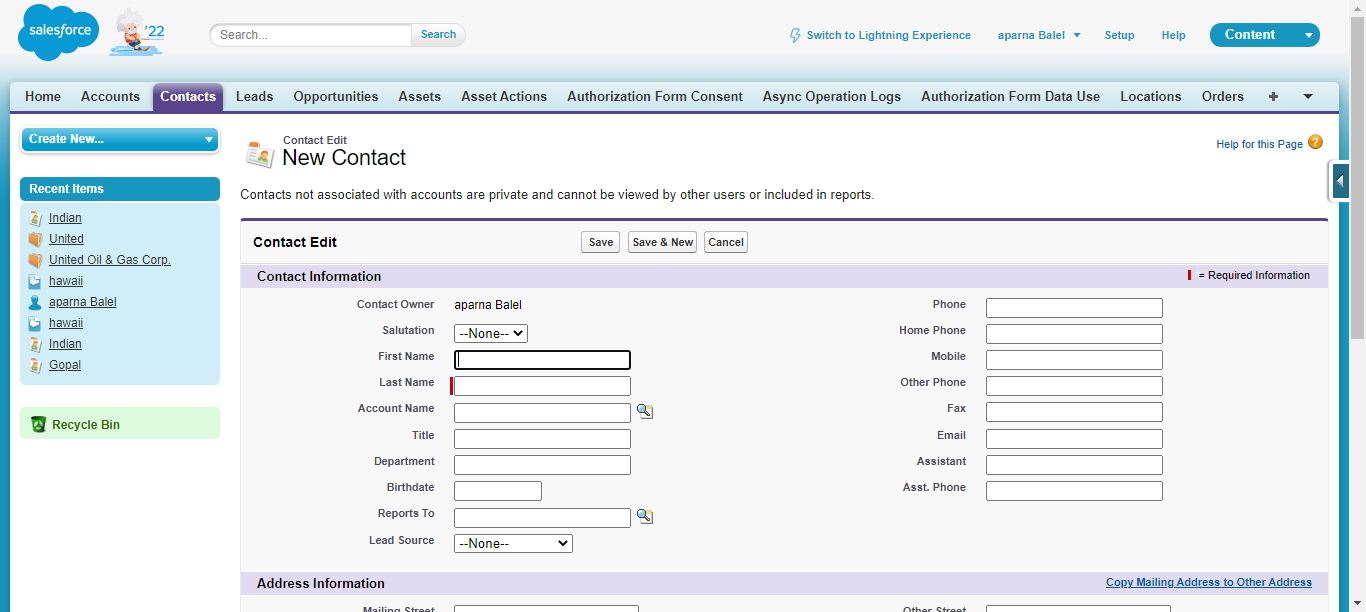 salesforce
'22
Search...
Search
Switch to Lightning Experience
aparna Balel
Setup
Help
Content
Home
Accounts
Contacts
Leads
Opportunities
Assets
Asset Actions
Authorization Form Consent
Async Operation Logs
Authorization Form Data Use
Locations
Orders
Create New...
Recent Items
Indian
United
United Oil & Gas Corp.
hawaii
aparna Balel
hawaii
Indian
Gopal
Recycle Bin
Contact Edit
New Contact
Help for this Page
Contacts not associated with accounts are private and cannot be viewed by other users or included in reports.
Contact Edit
Save
Save & New
Cancel
Contact Information
= Required Information
Contact Owner
aparna Balel
Salutation
--None--
First Name
Last Name
Account Name
Title
Department
Birthdate
Reports To
Lead Source
--None--
Phone
Home Phone
Mobile
Other Phone
Fax
Email
Assistant
Asst. Phone
Address Information
Copy Mailing Address to Other Address
Mailing Street
Other Street